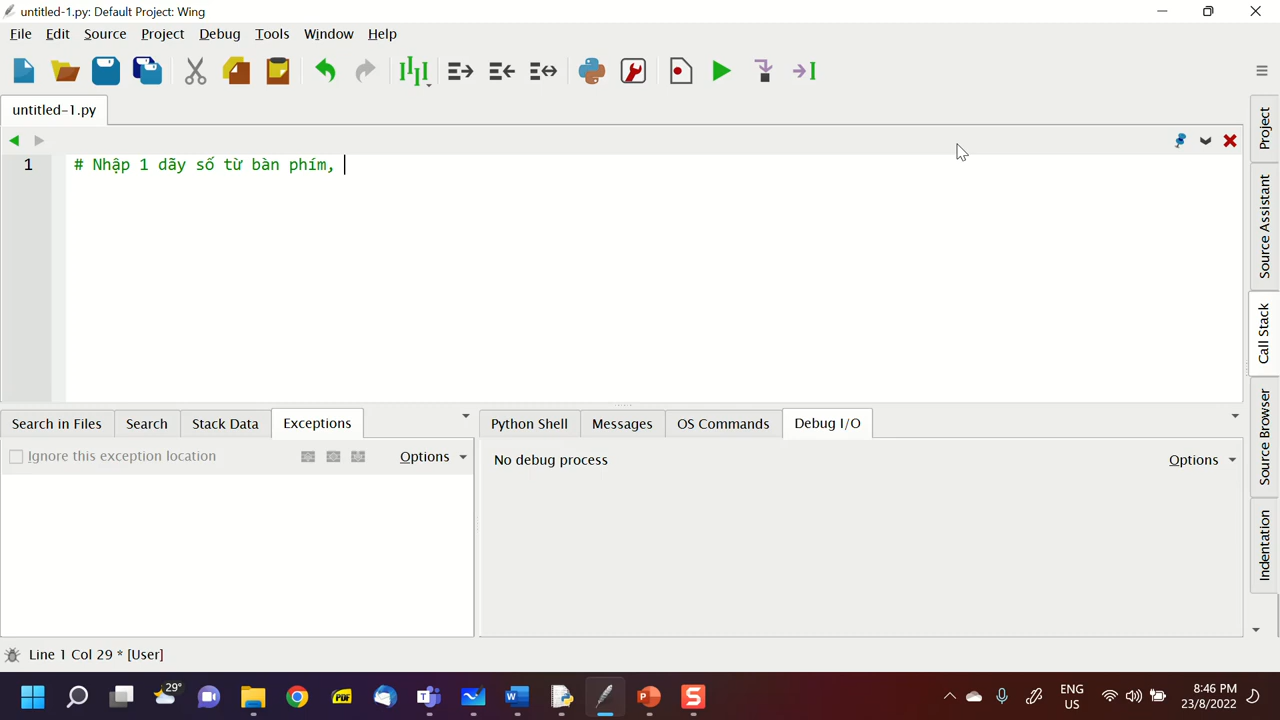 untitled-1.py: Default Project: Wing
File Edit Source Project Debug Tools Window Help
untitled-1.py
1 # Nhập 1 dãy số từ bàn phím,
Project
Source Assistant
Call Stack
Source Browser
Indentation
Search in Files Search Stack Data Exceptions
Ignore this exception location Options
Python Shell Messages OS Commands Debug I/O
No debug process Options
Line 1 Col 29 * [User]
29°
PDF
ENG
US
8:46 PM
23/8/2022